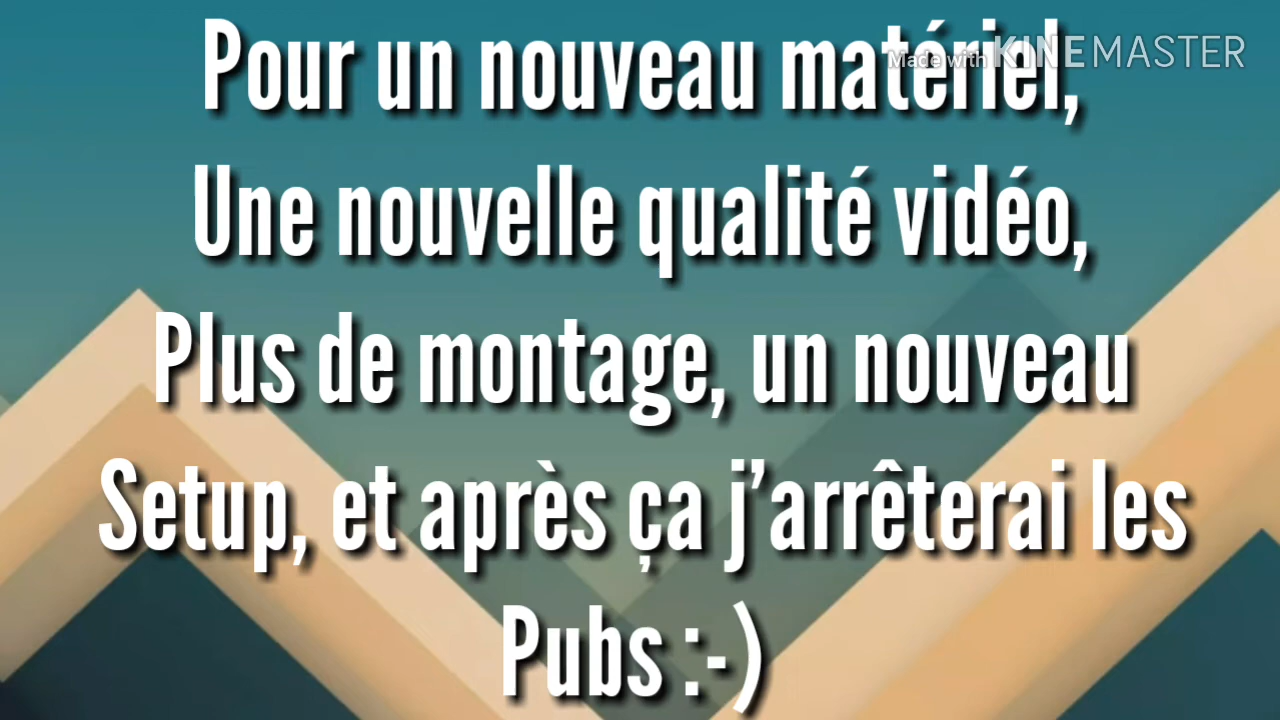 Pour un nouveau matériel,
Made with KINEMASTER
Une nouvelle qualité vidéo,
Plus de montage, un nouveau
Setup, et après ça j’arrêterai les
Pubs :-)